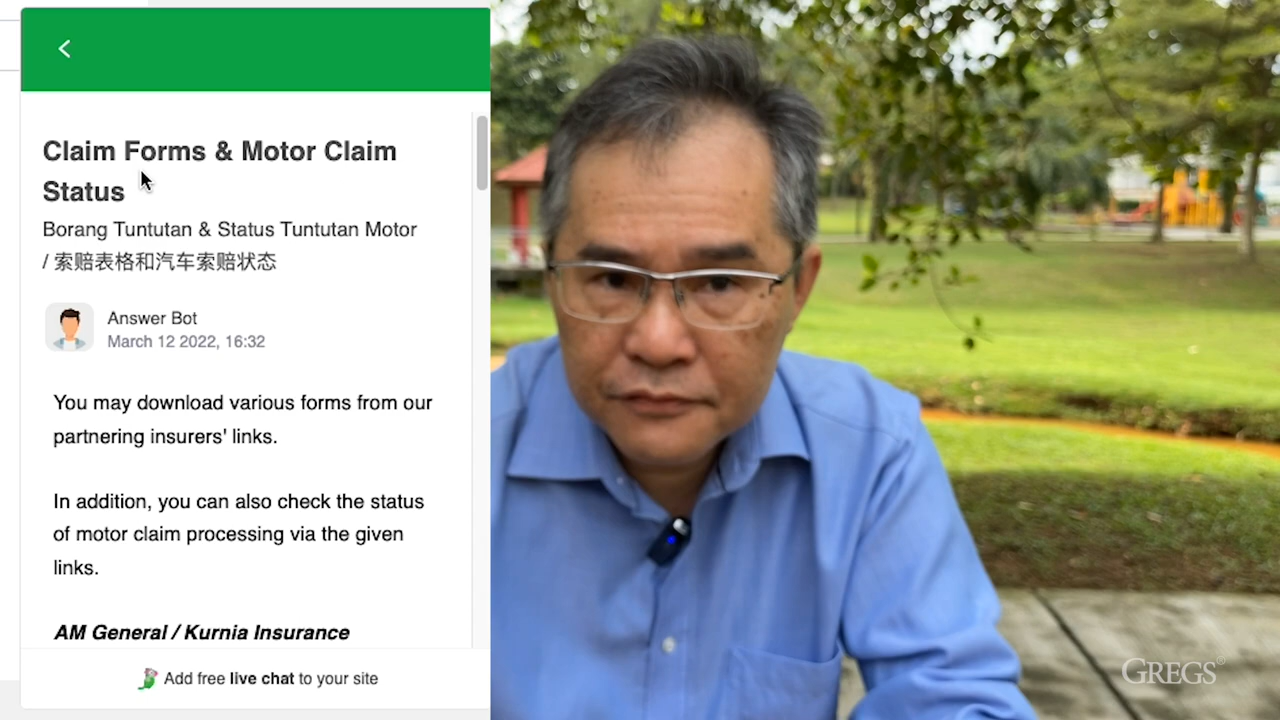 Claim Forms & Motor Claim
Status
Borang Tuntutan & Status Tuntutan Motor
/ 索赔表格和汽车索赔状态
Answer Bot
March 12 2022, 16:32
You may download various forms from our
partnering insurers' links.
In addition, you can also check the status
of motor claim processing via the given
links.
AM General / Kurnia Insurance
Add free live chat to your site
GREGS®